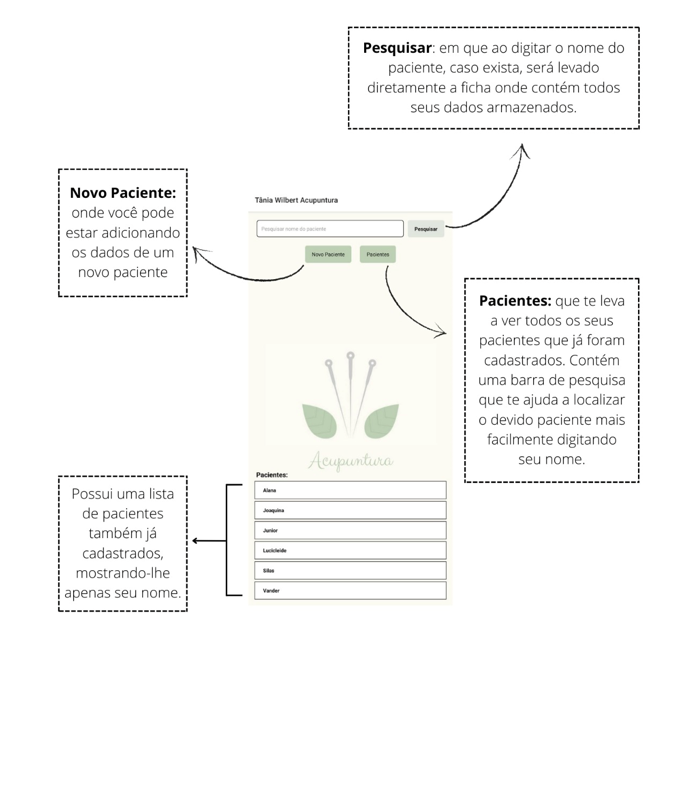 Pesquisar: em que ao digitar o nome do
paciente, caso exista, será levado
diretamente a ficha onde contém todos
seus dados armazenados.
Novo Paciente:
onde você pode
estar adicionando
os dados de um
novo paciente
Tânia Wilbert Acupuntura
Pesquisar nome do paciente
Pesquisar
Novo Paciente
Pacientes
Pacientes: que te leva
a ver todos os seus
pacientes que já foram
cadastrados. Contém
uma barra de pesquisa
que te ajuda a localizar
o devido paciente mais
facilmente digitando
seu nome.
Acupuntura
Pacientes:
Alana
Joaquina
Junior
Lucicleide
Silas
Vander
Possui uma lista
de pacientes
também já
cadastrados,
mostrando-lhe
apenas seu nome.